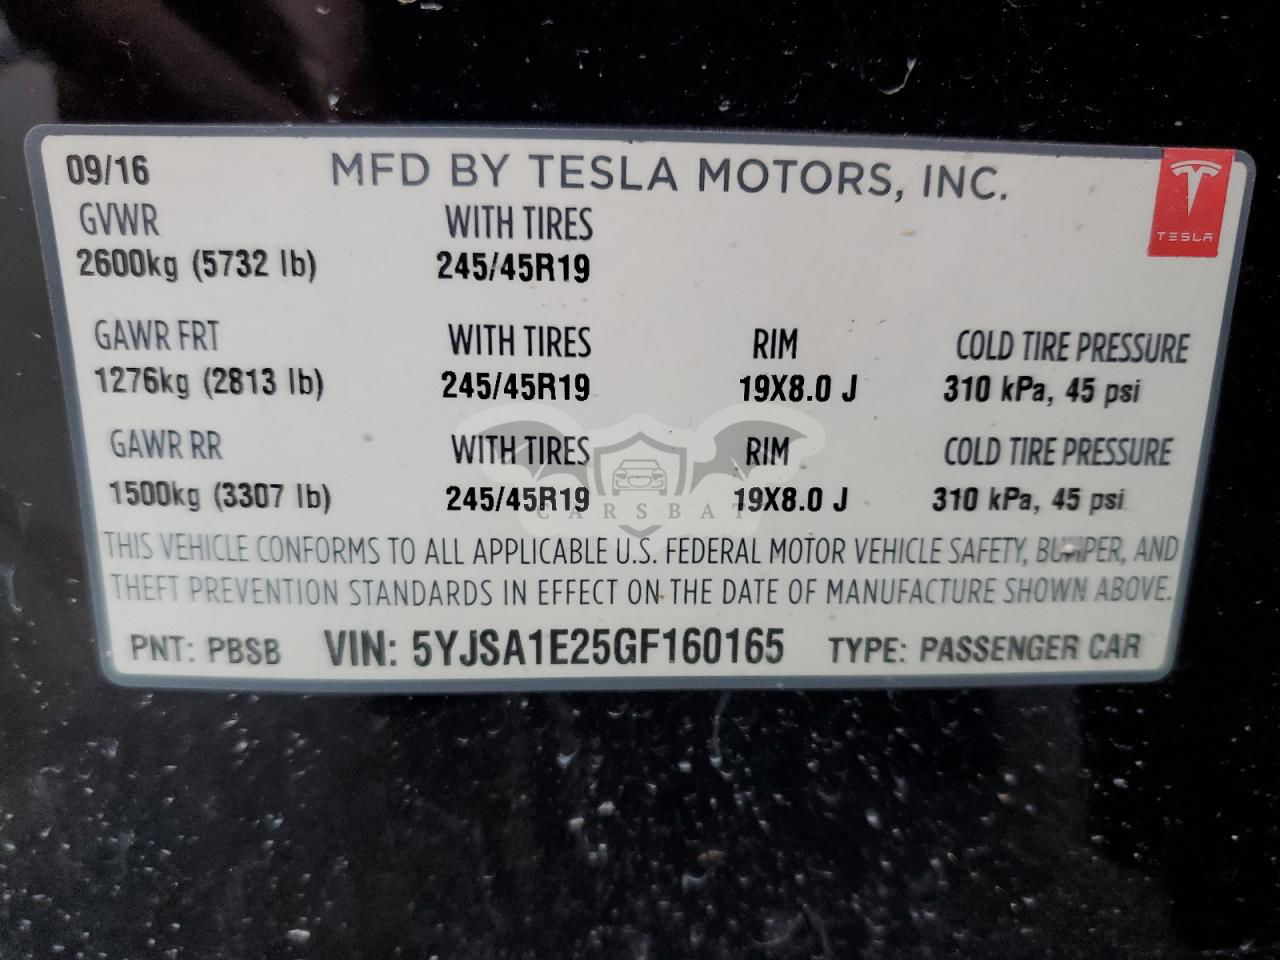 09/16 MFD BY TESLA MOTORS, INC.
TESLA
GVWR WITH TIRES
2600kg (5732 lb) 245/45R19
GAWR FRT WITH TIRES RIM COLD TIRE PRESSURE
1276kg (2813 lb) 245/45R19 19X8.0 J 310 kPa, 45 psi
GAWR RR WITH TIRES RIM COLD TIRE PRESSURE
1500kg (3307 lb) 245/45R19 19X8.0 J 310 kPa, 45 psi
CARSBAT
THIS VEHICLE CONFORMS TO ALL APPLICABLE U.S. FEDERAL MOTOR VEHICLE SAFETY, BUMPER, AND
THEFT PREVENTION STANDARDS IN EFFECT ON THE DATE OF MANUFACTURE SHOWN ABOVE.
PNT: PBSB VIN: 5YJSA1E25GF160165 TYPE: PASSENGER CAR